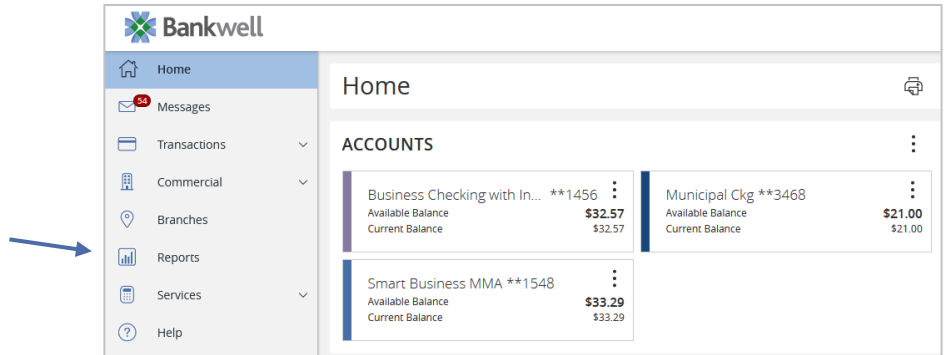 Bankwell
Home
54
Messages
Transactions
Commercial
Branches
Reports
Services
? Help
Home
ACCOUNTS
Business Checking with In... **1456
Available Balance $32.57
Current Balance $32.57
Municipal Ckg **3468
Available Balance $21.00
Current Balance $21.00
Smart Business MMA **1548
Available Balance $33.29
Current Balance $33.29